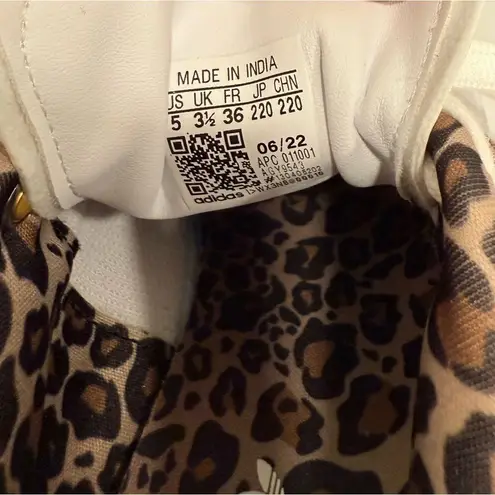 MADE IN INDIA
US UK FR JP CHN
5 3½ 36 220 220
06/22
APC 011001
AGY9543
adidas